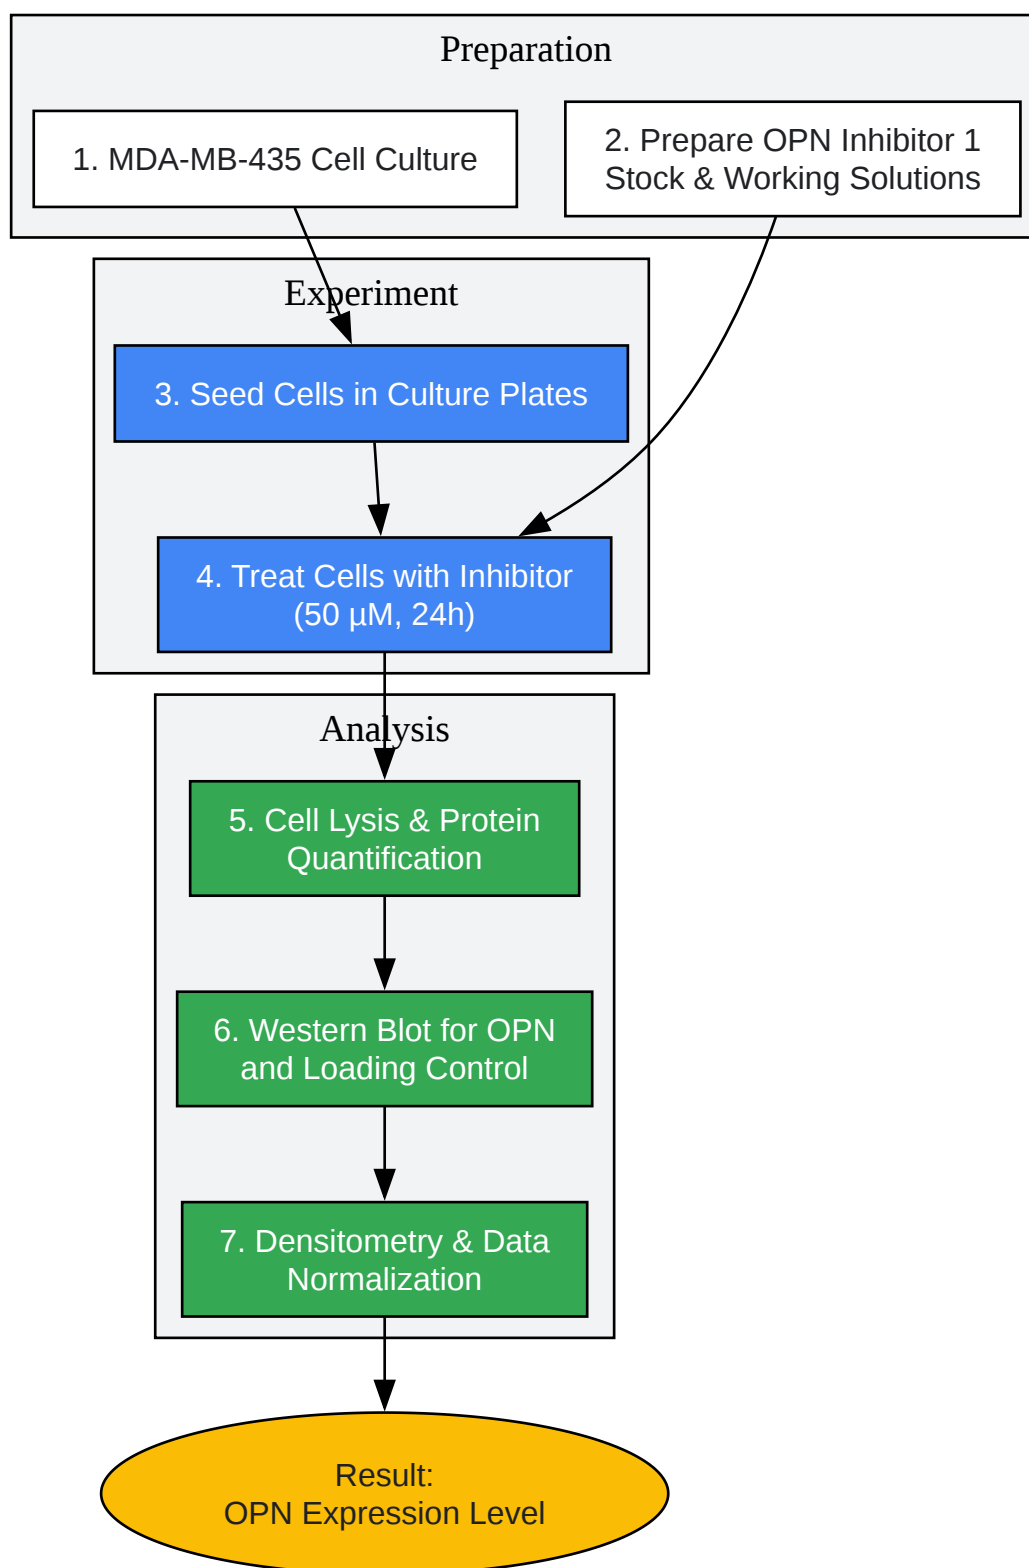 Preparation
1. MDA-MB-435 Cell Culture
2. Prepare OPN Inhibitor 1
Stock & Working Solutions
Experiment
3. Seed Cells in Culture Plates
4. Treat Cells with Inhibitor
(50 µM, 24h)
Analysis
5. Cell Lysis & Protein
Quantification
6. Western Blot for OPN
and Loading Control
7. Densitometry & Data
Normalization
Result:
OPN Expression Level